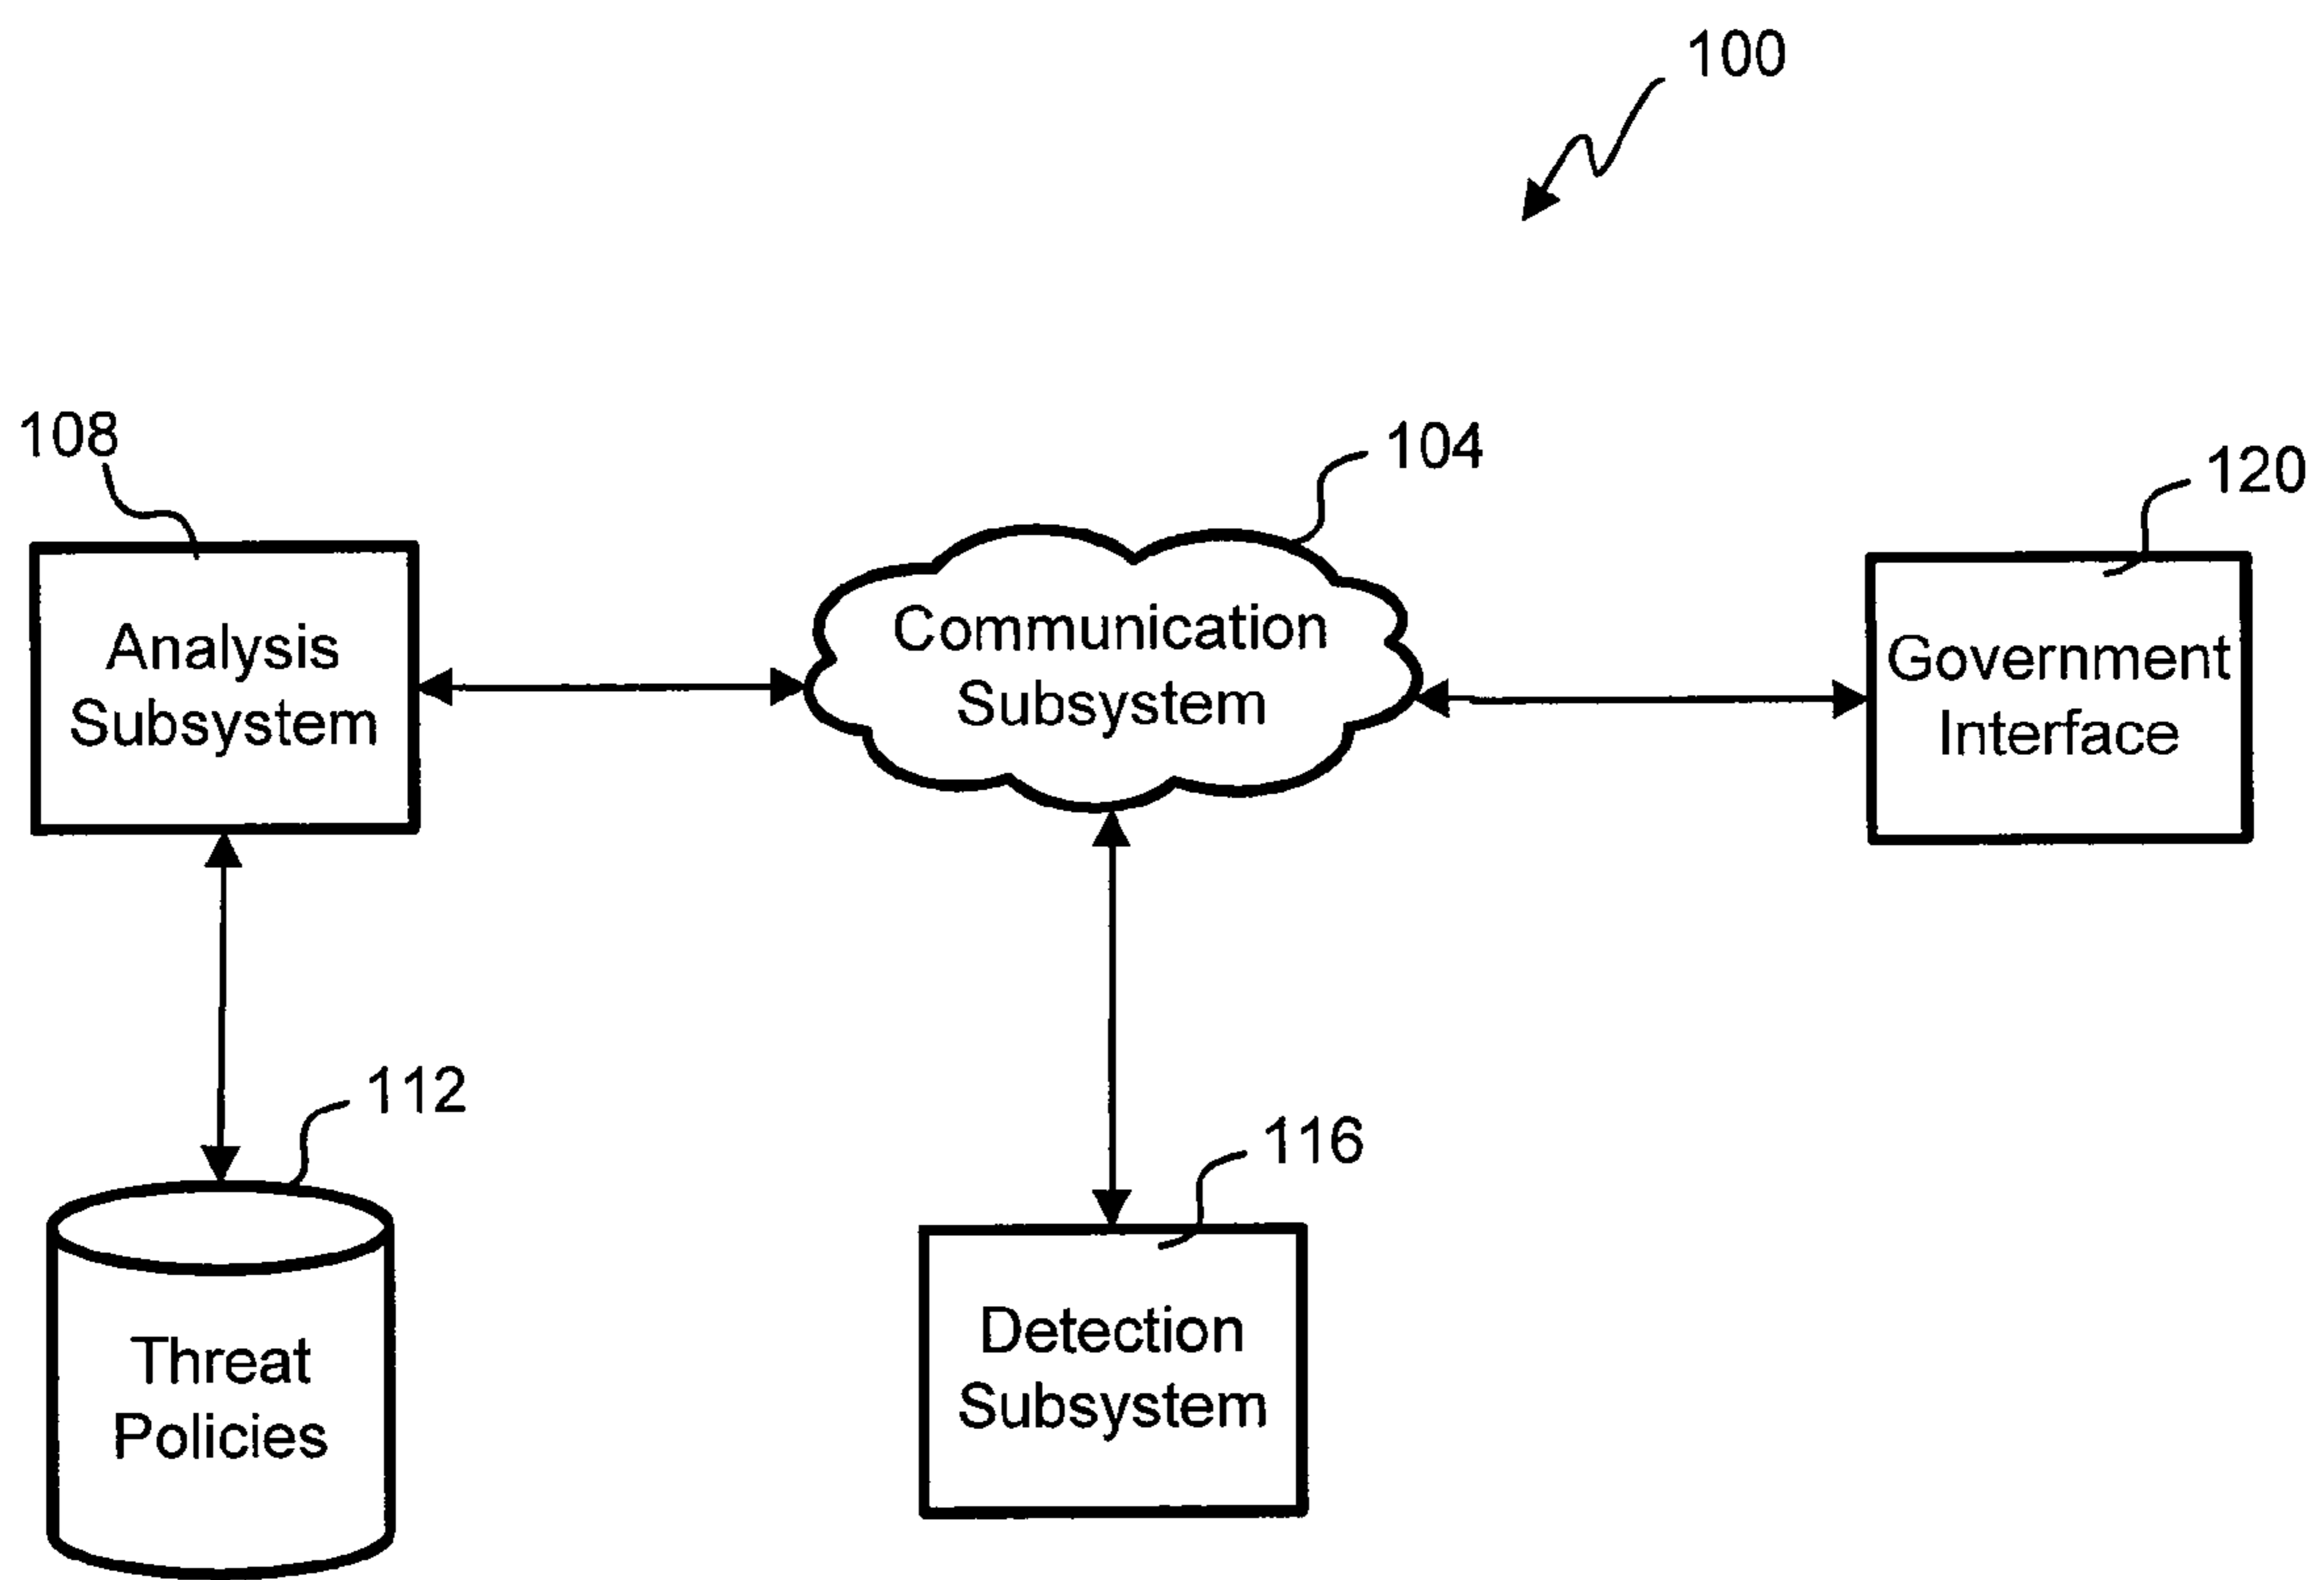 100
108
104
120
Analysis
Subsystem
Communication
Subsystem
Government
Interface
112
116
Threat
Policies
Detection
Subsystem